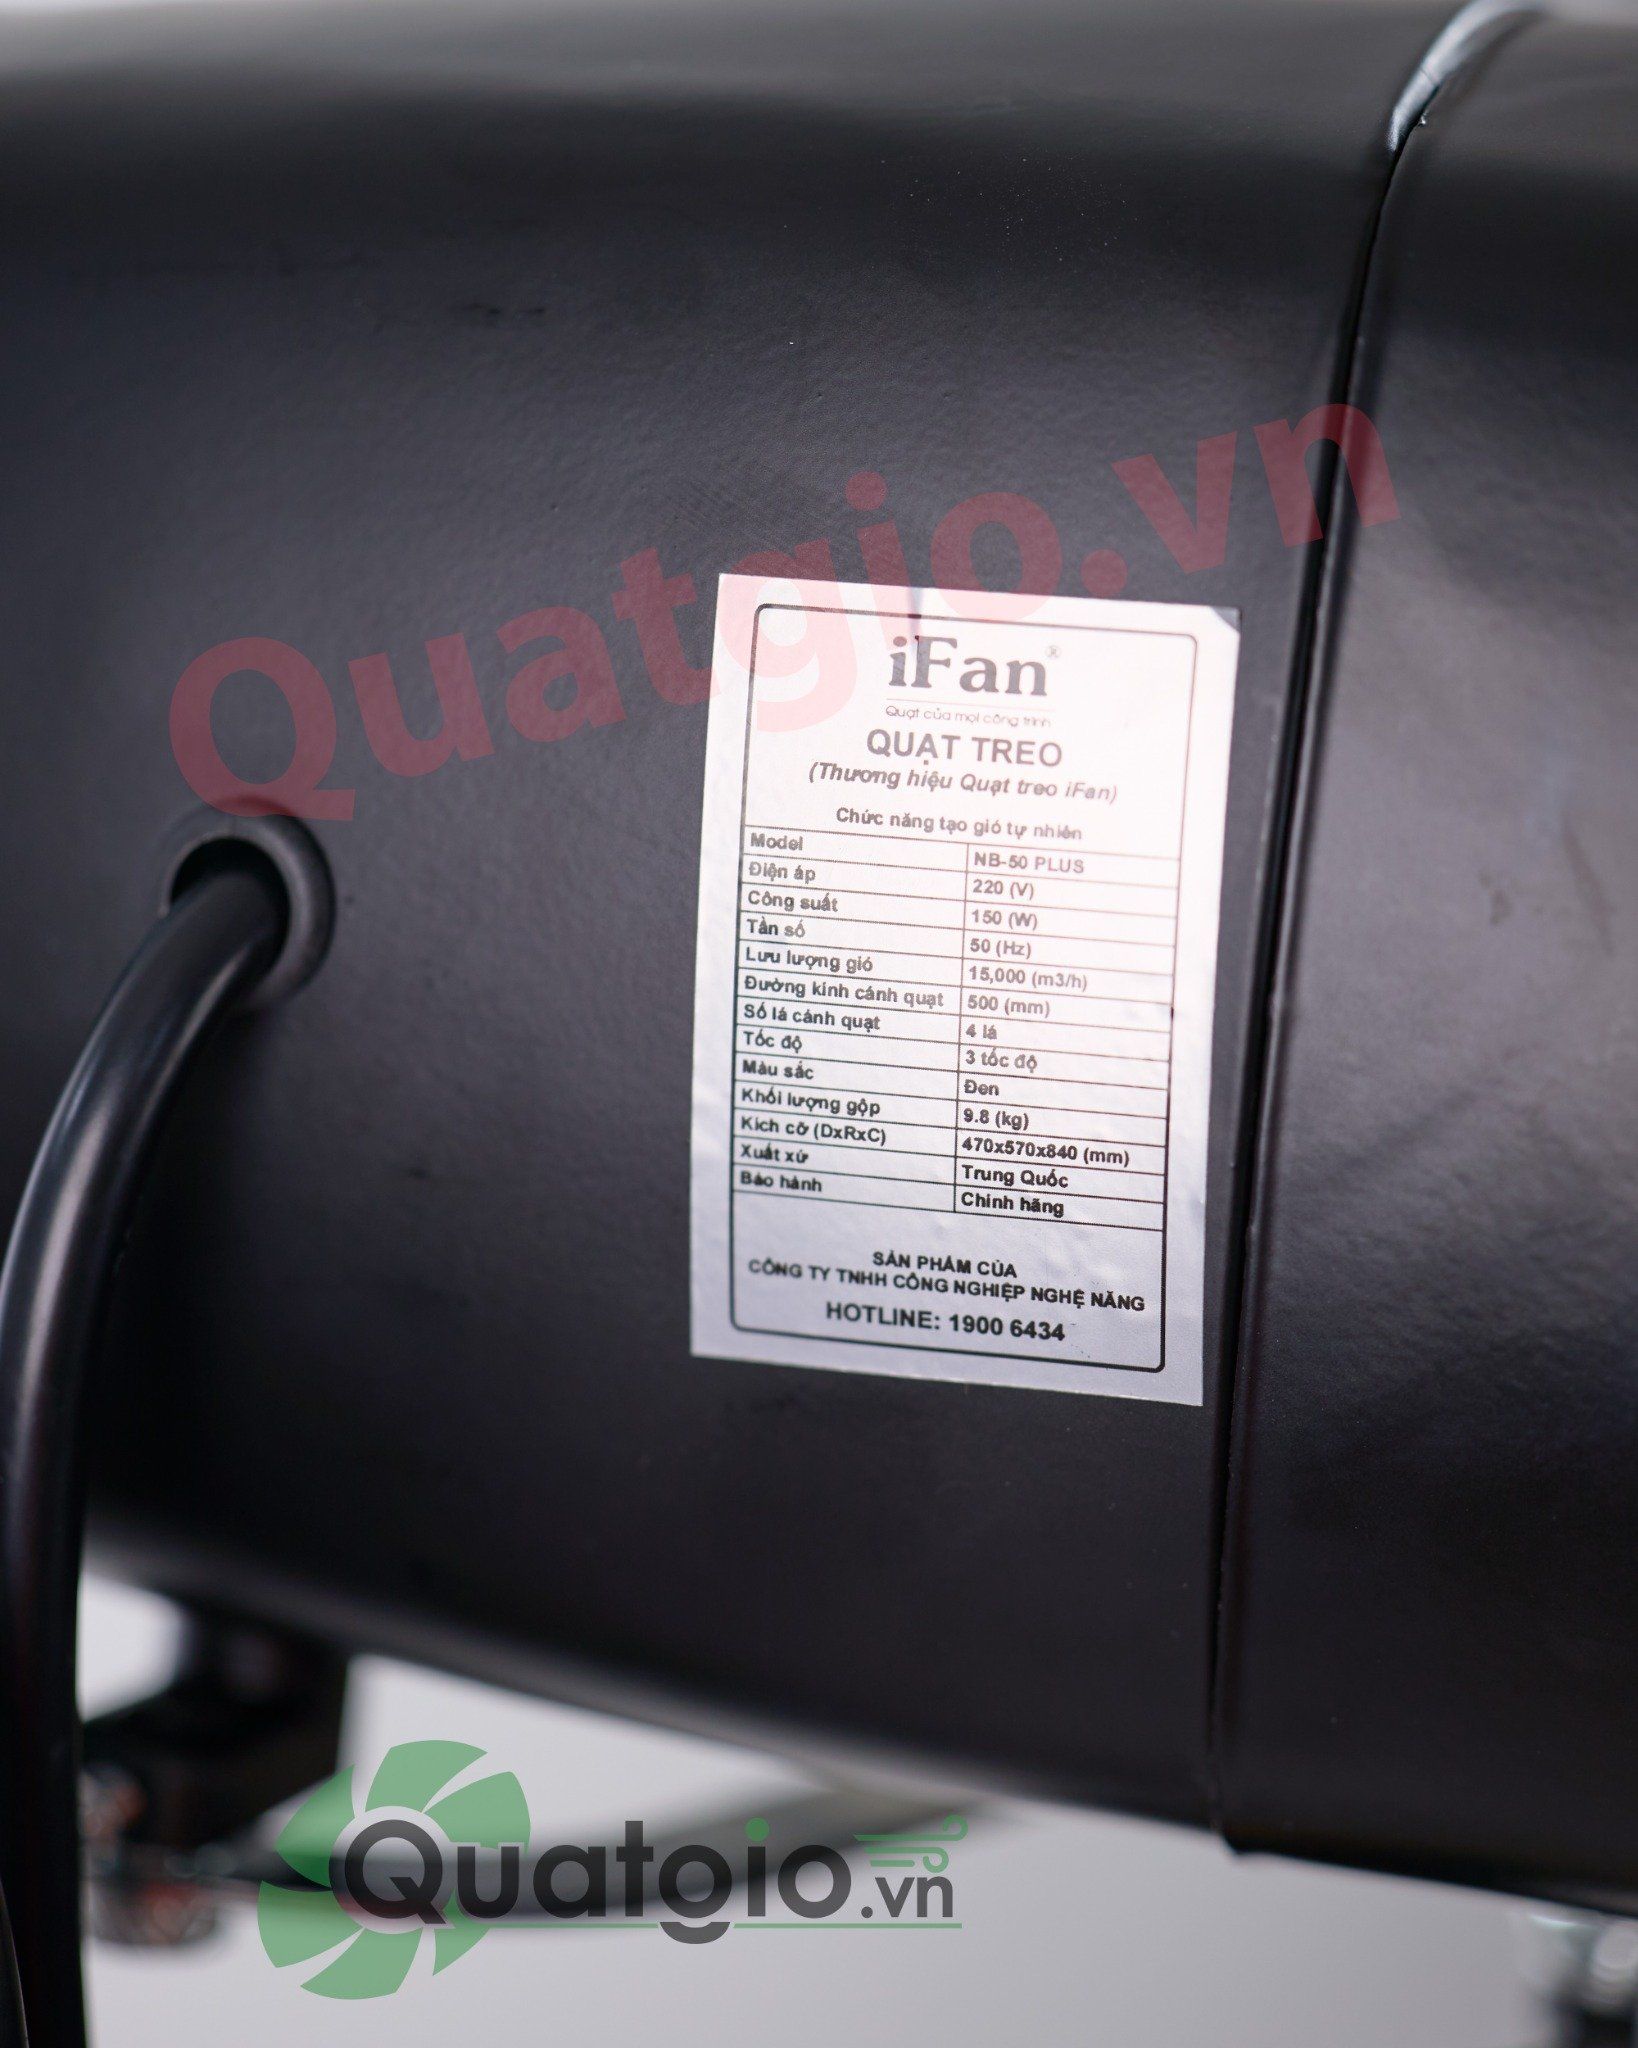 Quatgio.vn
iFan®
Quạt của mọi công trình
QUẠT TREO
(Thương hiệu Quạt treo iFan)
Chức năng tạo gió tự nhiên
Model NB-50 PLUS
Điện áp 220 (V)
Công suất 150 (W)
Tần số 50 (Hz)
Lưu lượng gió 15,000 (m3/h)
Đường kính cánh quạt 500 (mm)
Số lá cánh quạt 4 lá
Tốc độ 3 tốc độ
Màu sắc Đen
Khối lượng gộp 9.8 (kg)
Kích cỡ (DxRxC) 470x570x840 (mm)
Xuất xứ Trung Quốc
Bảo hành Chính hãng
SẢN PHẨM CỦA
CÔNG TY TNHH CÔNG NGHIỆP NGHỆ NĂNG
HOTLINE: 1900 6434
Quatgio.vn